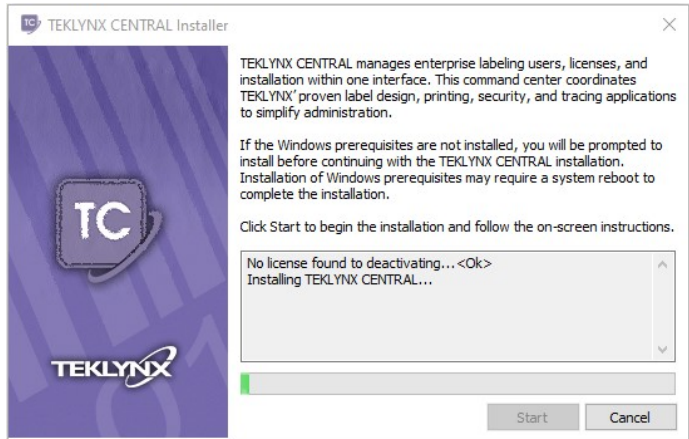 TC TEKLYNX CENTRAL Installer
TEKLYNX CENTRAL manages enterprise labeling users, licenses, and
installation within one interface. This command center coordinates
TEKLYNX’ proven label design, printing, security, and tracing applications
to simplify administration.
If the Windows prerequisites are not installed, you will be prompted to
install before continuing with the TEKLYNX CENTRAL installation.
Installation of Windows prerequisites may require a system reboot to
complete the installation.
Click Start to begin the installation and follow the on-screen instructions.
TC
No license found to deactivating...<Ok>
Installing TEKLYNX CENTRAL...
TEKLYNX
01
Start Cancel